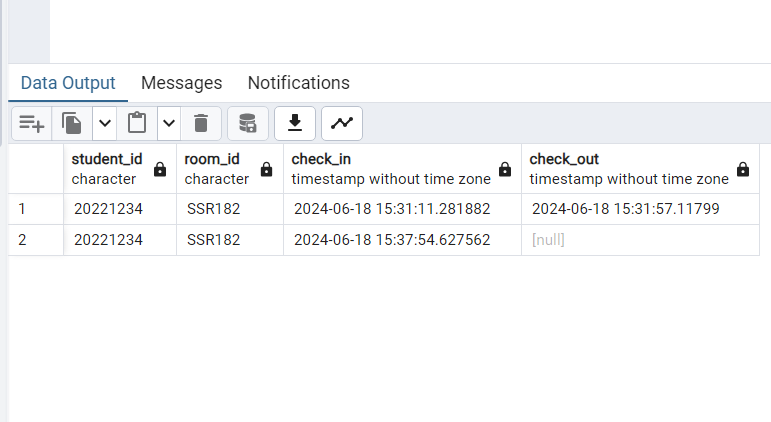 Data Output Messages Notifications
student_id room_id check_in check_out
character character timestamp without time zone timestamp without time zone
1 20221234 SSR182 2024-06-18 15:31:11.281882 2024-06-18 15:31:57.11799
2 20221234 SSR182 2024-06-18 15:37:54.627562 [null]